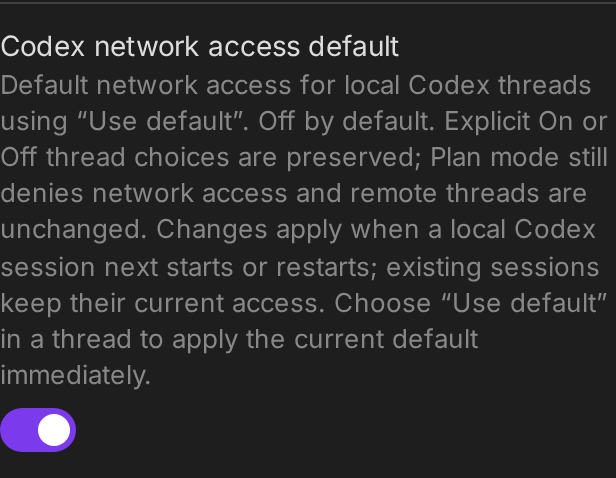 Codex network access default
Default network access for local Codex threads
using “Use default”. Off by default. Explicit On or
Off thread choices are preserved; Plan mode still
denies network access and remote threads are
unchanged. Changes apply when a local Codex
session next starts or restarts; existing sessions
keep their current access. Choose “Use default”
in a thread to apply the current default
immediately.